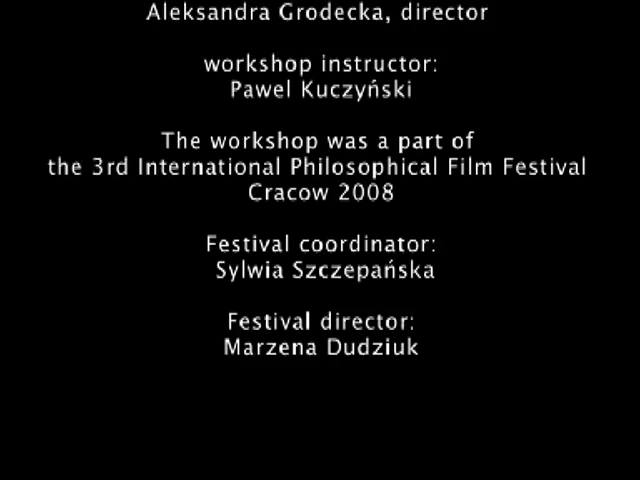 Aleksandra Grodecka, director
workshop instructor:
Pawel Kuczyński
The workshop was a part of
the 3rd International Philosophical Film Festival
Cracow 2008
Festival coordinator:
Sylwia Szczepańska
Festival director:
Marzena Dudziuk